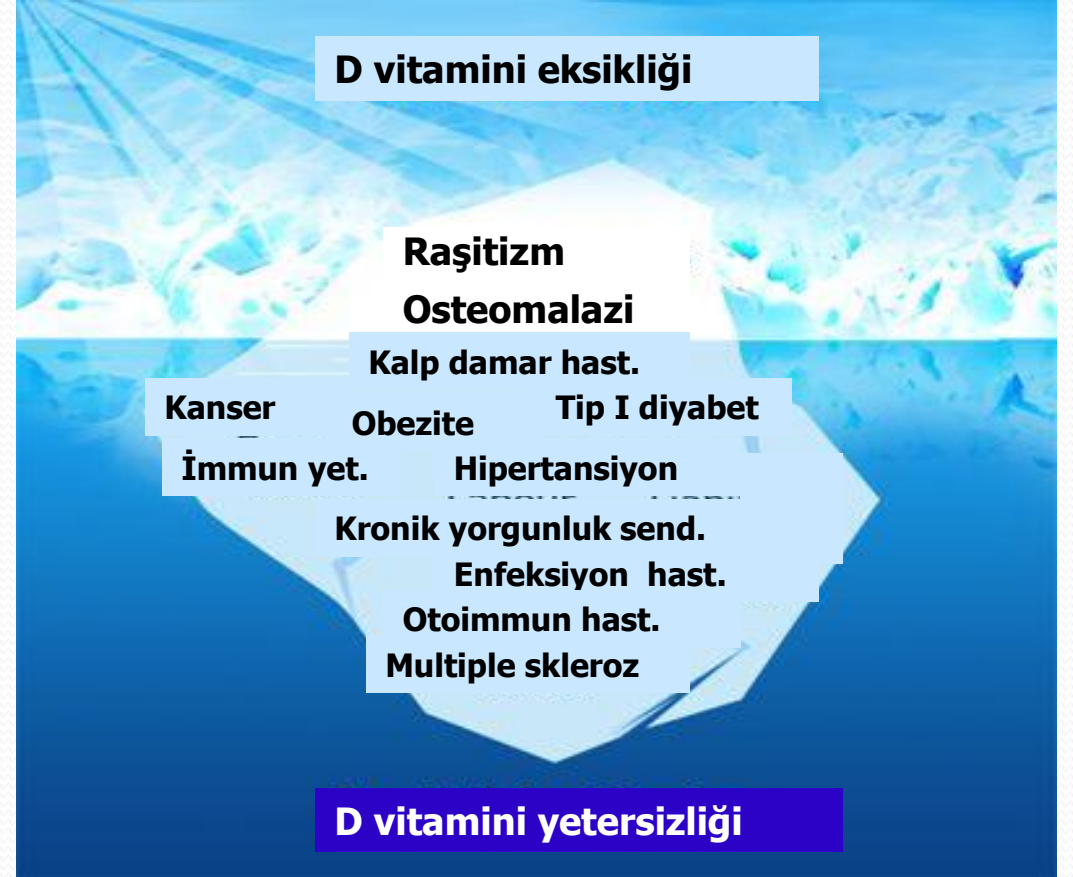 D vitamini eksikliği
Raşitizm
Osteomalazi
Kalp damar hast.
Kanser Obezite Tip I diyabet
İmmun yet. Hipertansiyon
Kronik yorgunluk send.
Enfeksiyon hast.
Otoimmun hast.
Multiple skleroz
D vitamini yetersizliği